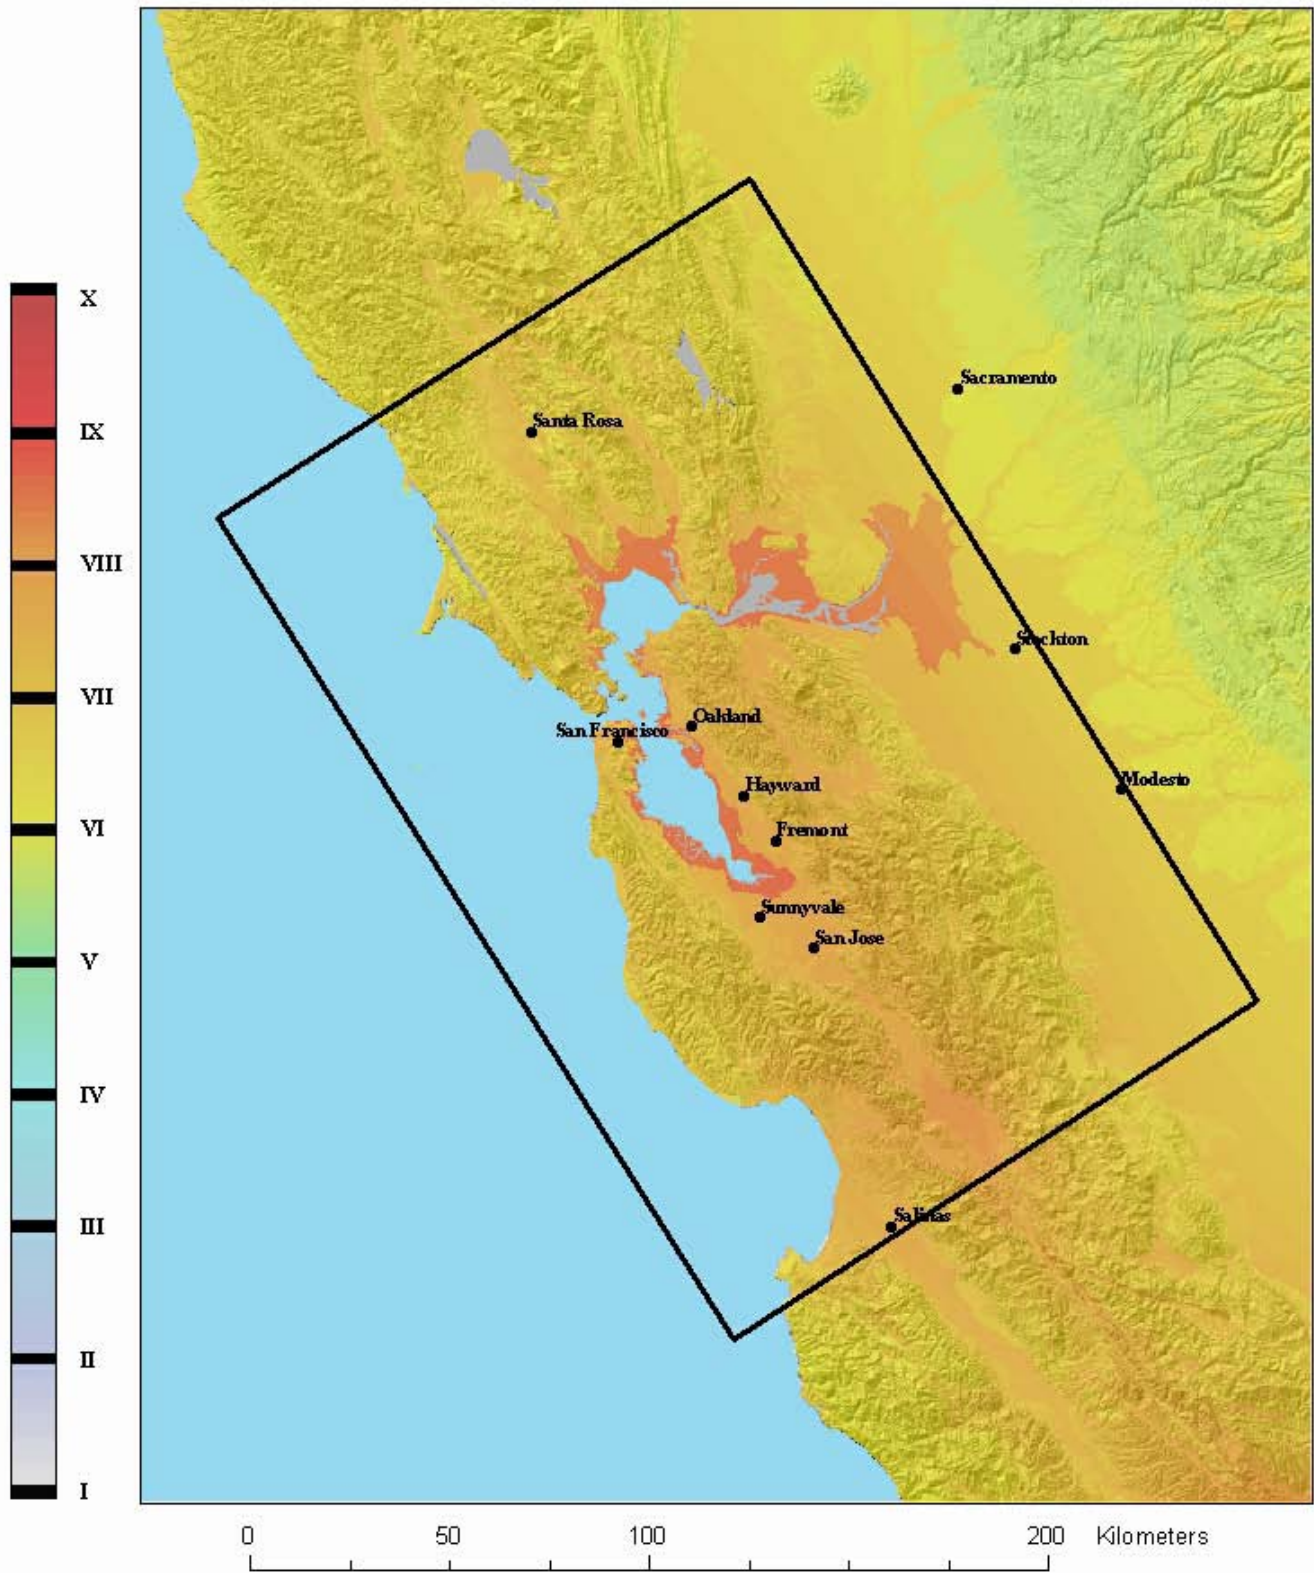 X
IX
VIII
VII
VI
V
IV
III
II
I
Sacramento
Santa Rosa
Stockton
Oakland
San Francisco
Modesto
Hayward
Fremont
Sunnyvale
San Jose
Salinas
0 50 100 200 Kilometers